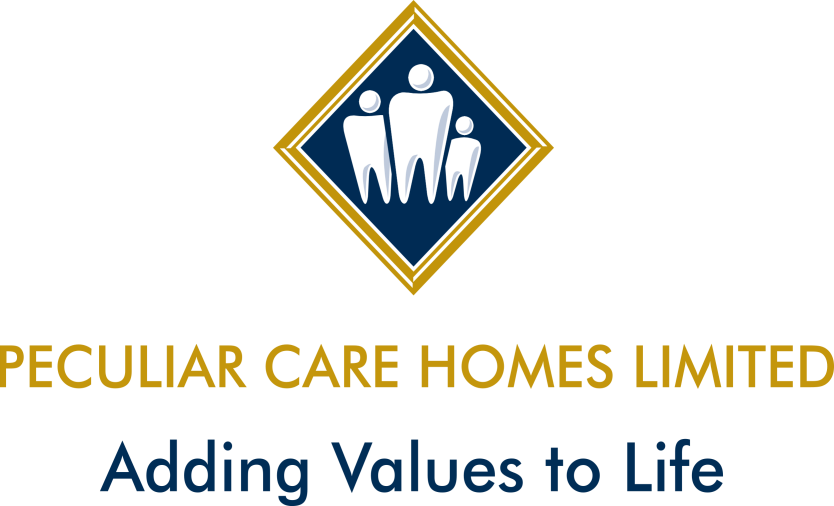 PECULIAR CARE HOMES LIMITED
Adding Values to Life